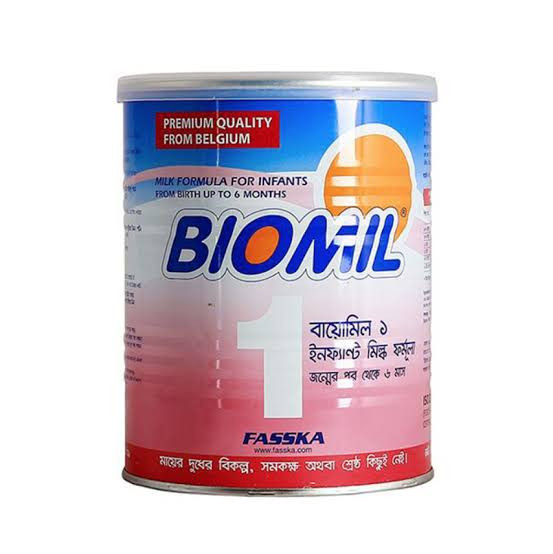 PREMIUM QUALITY
FROM BELGIUM
MILK FORMULA FOR INFANTS
FROM BIRTH UP TO 6 MONTHS
BIOMIL®
1
বায়োমিল ১
ইনফ্যান্ট মিল্ক ফর্মূলা
জন্মের পর থেকে ৬ মাস
FASSKA
www.fasska.com
মায়ের দুধের বিকল্প, সমকক্ষ অথবা শ্রেষ্ঠ কিছুই নেই।